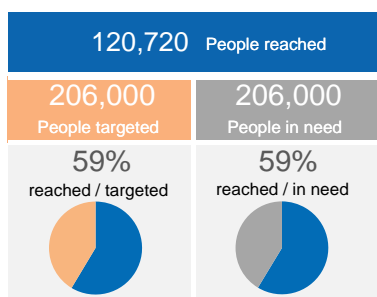 120,720 People reached
206,000 206,000
People targeted People in need
59% 59%
reached / targeted reached / in need